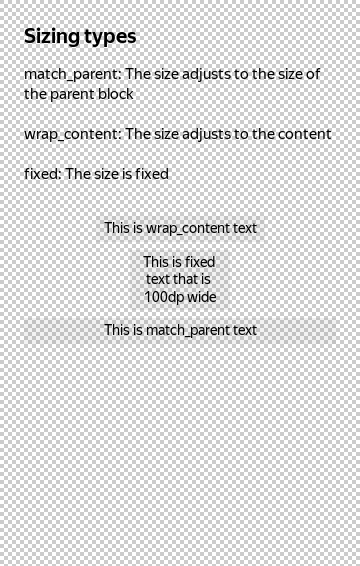 Sizing types
match_parent: The size adjusts to the size of
the parent block
wrap_content: The size adjusts to the content
fixed: The size is fixed
This is wrap_content text
This is fixed
text that is
100dp wide
This is match_parent text